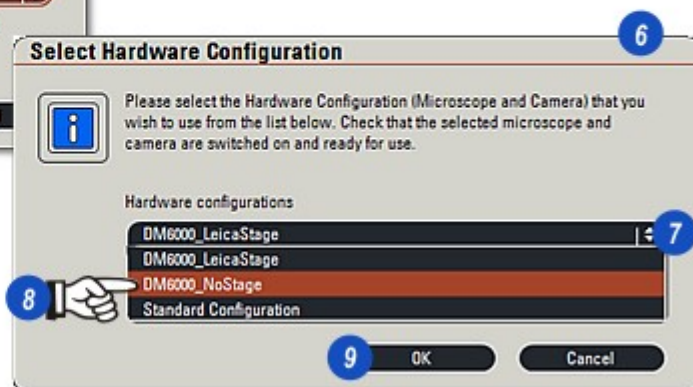 6
Select Hardware Configuration
Please select the Hardware Configuration (Microscope and Camera) that you
wish to use from the list below. Check that the selected microscope and
camera are switched on and ready for use.
Hardware configurations
DM6000_LeicaStage
7
DM6000_LeicaStage
8
DM6000_NoStage
Standard Configuration
9
OK
Cancel